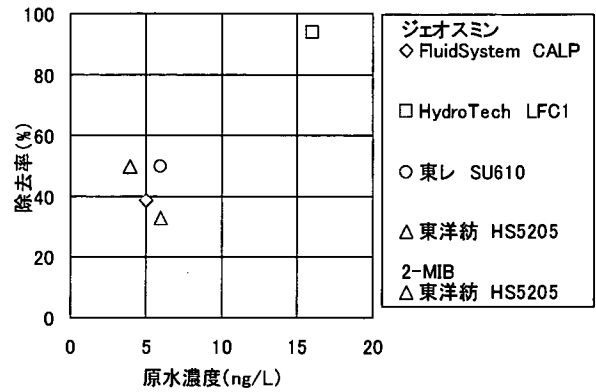 100
80
60
40
20
0
除去率(%)
0 5 10 15 20
原水濃度(ng/L)
ジェオスミン
◇ FluidSystem CALP
□ HydroTech LFC1
○ 東レ SU610
△ 東洋紡 HS5205
2-MIB
△ 東洋紡 HS5205